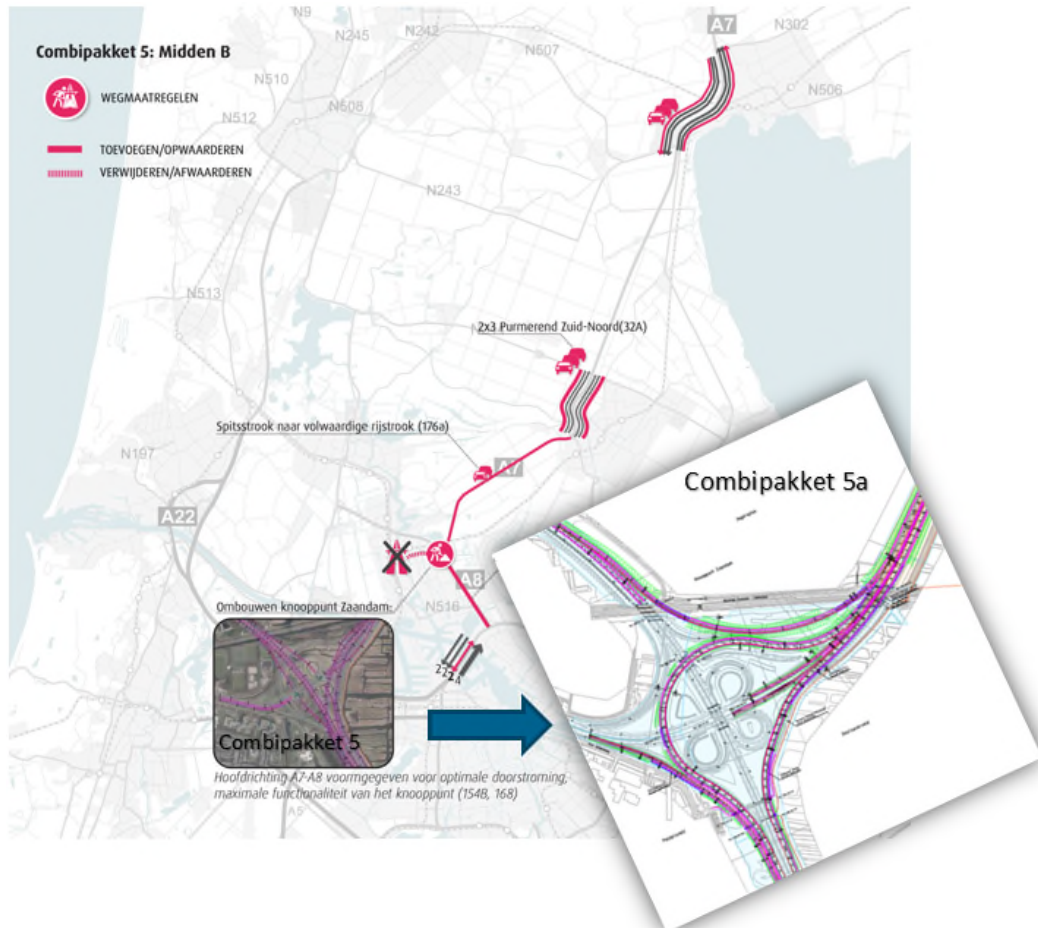 Combipakket 5: Midden B
WEGMAATREGELEN
TOEVOEGEN/OPWAARDEREN
VERWIJDEREN/AFWAARDEREN
N9
N245
N242
A7
N302
N507
N510
N508
N506
N512
N243
N513
2x3 Purmerend Zuid-Noord(32A)
Spitsstrook naar volwaardige rijstrook (176a)
N197
A7
A22
A8
N516
Ombouwen knooppunt Zaandam:
Combipakket 5
Hoofdrichting A7-A8 voormgegeven voor optimale doorstroming,
maximale functionaliteit van het knooppunt (154B, 168)
A5
Combipakket 5a